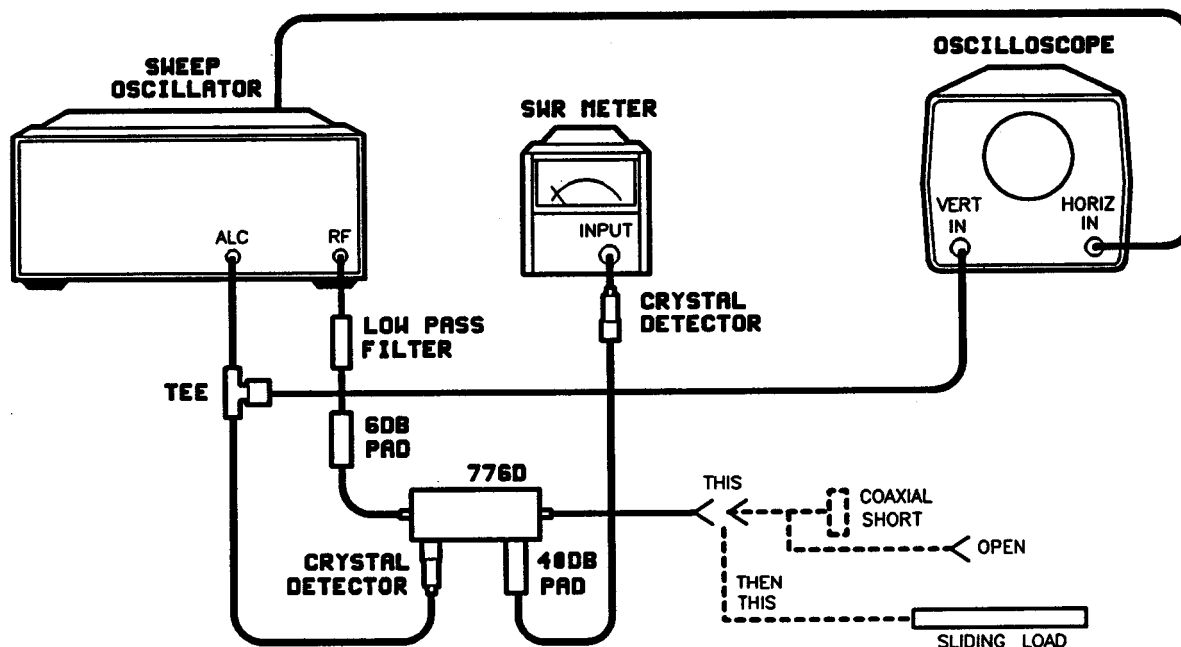 SWEEP
OSCILLATOR
SWR METER
OSCILLOSCOPE
ALC
RF
INPUT
VERT
IN
HORIZ
IN
CRYSTAL
DETECTOR
LOW PASS
FILTER
TEE
6DB
PAD
776D
THIS
COAXIAL
SHORT
OPEN
CRYSTAL
DETECTOR
40DB
PAD
THEN
THIS
SLIDING LOAD